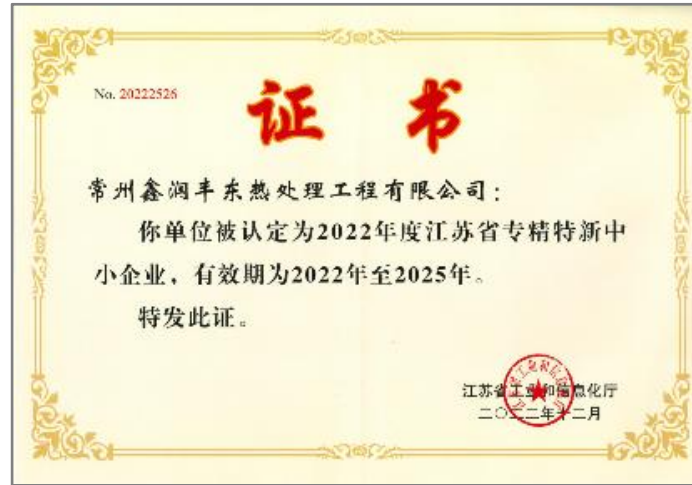 No. 20222526
证书
常州鑫润丰东热处理工程有限公司：
你单位被认定为2022年度江苏省专精特新中
小企业，有效期为2022年至2025年。
特发此证。
江苏省工业和信息化厅
二〇二二年十二月